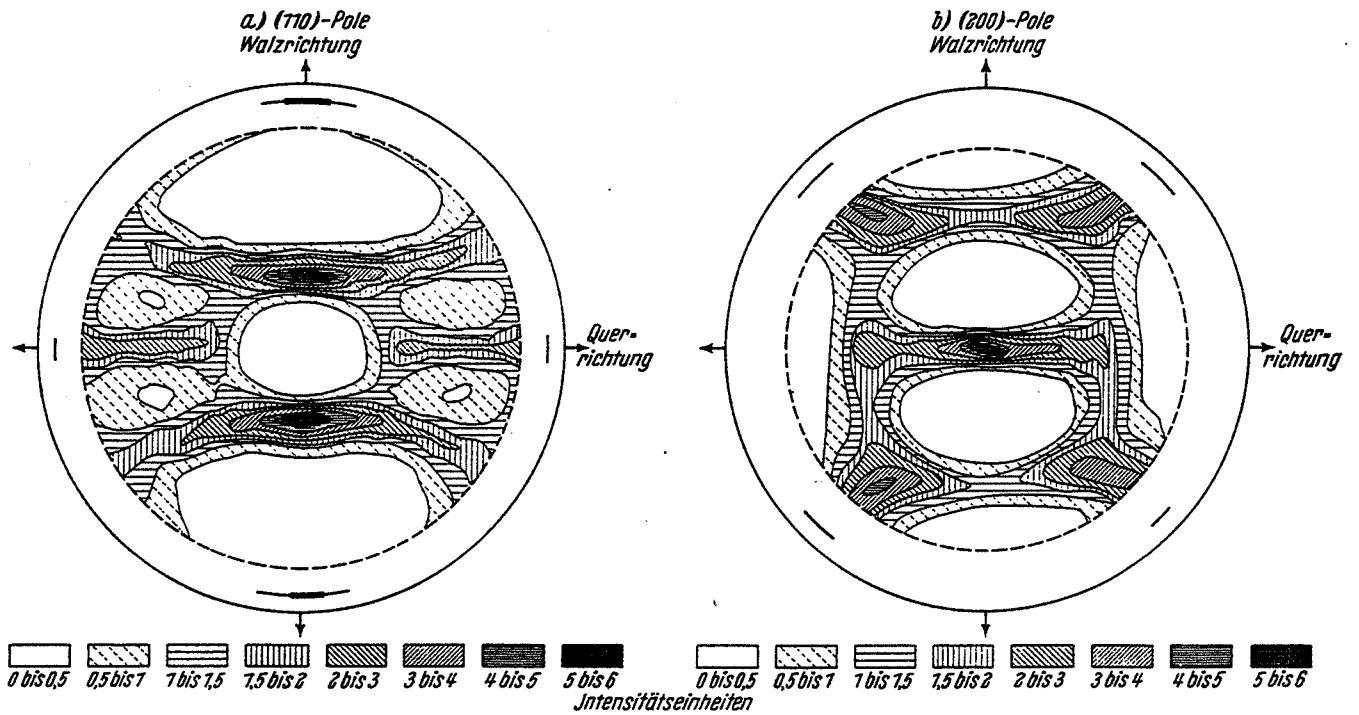 a.) (110)-Pole
Walzrichtung
b) (200)-Pole
Walzrichtung
Quer-
richtung
Quer-
richtung
0 bis 0,5 0,5 bis 1 1 bis 1,5 1,5 bis 2 2 bis 3 3 bis 4 4 bis 5 5 bis 6
0 bis 0,5 0,5 bis 1 1 bis 1,5 1,5 bis 2 2 bis 3 3 bis 4 4 bis 5 5 bis 6
Intensitätseinheiten